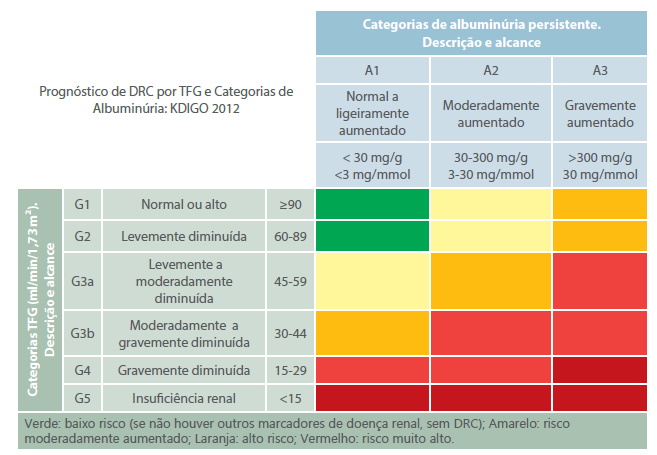 Categorias de albuminúria persistente.
Descrição e alcance
Prognóstico de DRC por TFG e Categorias de
Albuminúria: KDIGO 2012
A1
A2
A3
Normal a
ligeiramente
aumentado
Moderadamente
aumentado
Gravemente
aumentado
< 30 mg/g
<3 mg/mmol
30-300 mg/g
3-30 mg/mmol
>300 mg/g
30 mg/mmol
Categorias TFG (ml/min/1,73 m²).
Descrição e alcance
G1
Normal ou alto
≥90
G2
Levemente diminuída
60-89
G3a
Levemente a
moderadamente
diminuída
45-59
G3b
Moderadamente a
gravemente diminuída
30-44
G4
Gravemente diminuída
15-29
G5
Insuficiência renal
<15
Verde: baixo risco (se não houver outros marcadores de doença renal, sem DRC); Amarelo: risco
moderadamente aumentado; Laranja: alto risco; Vermelho: risco muito alto.